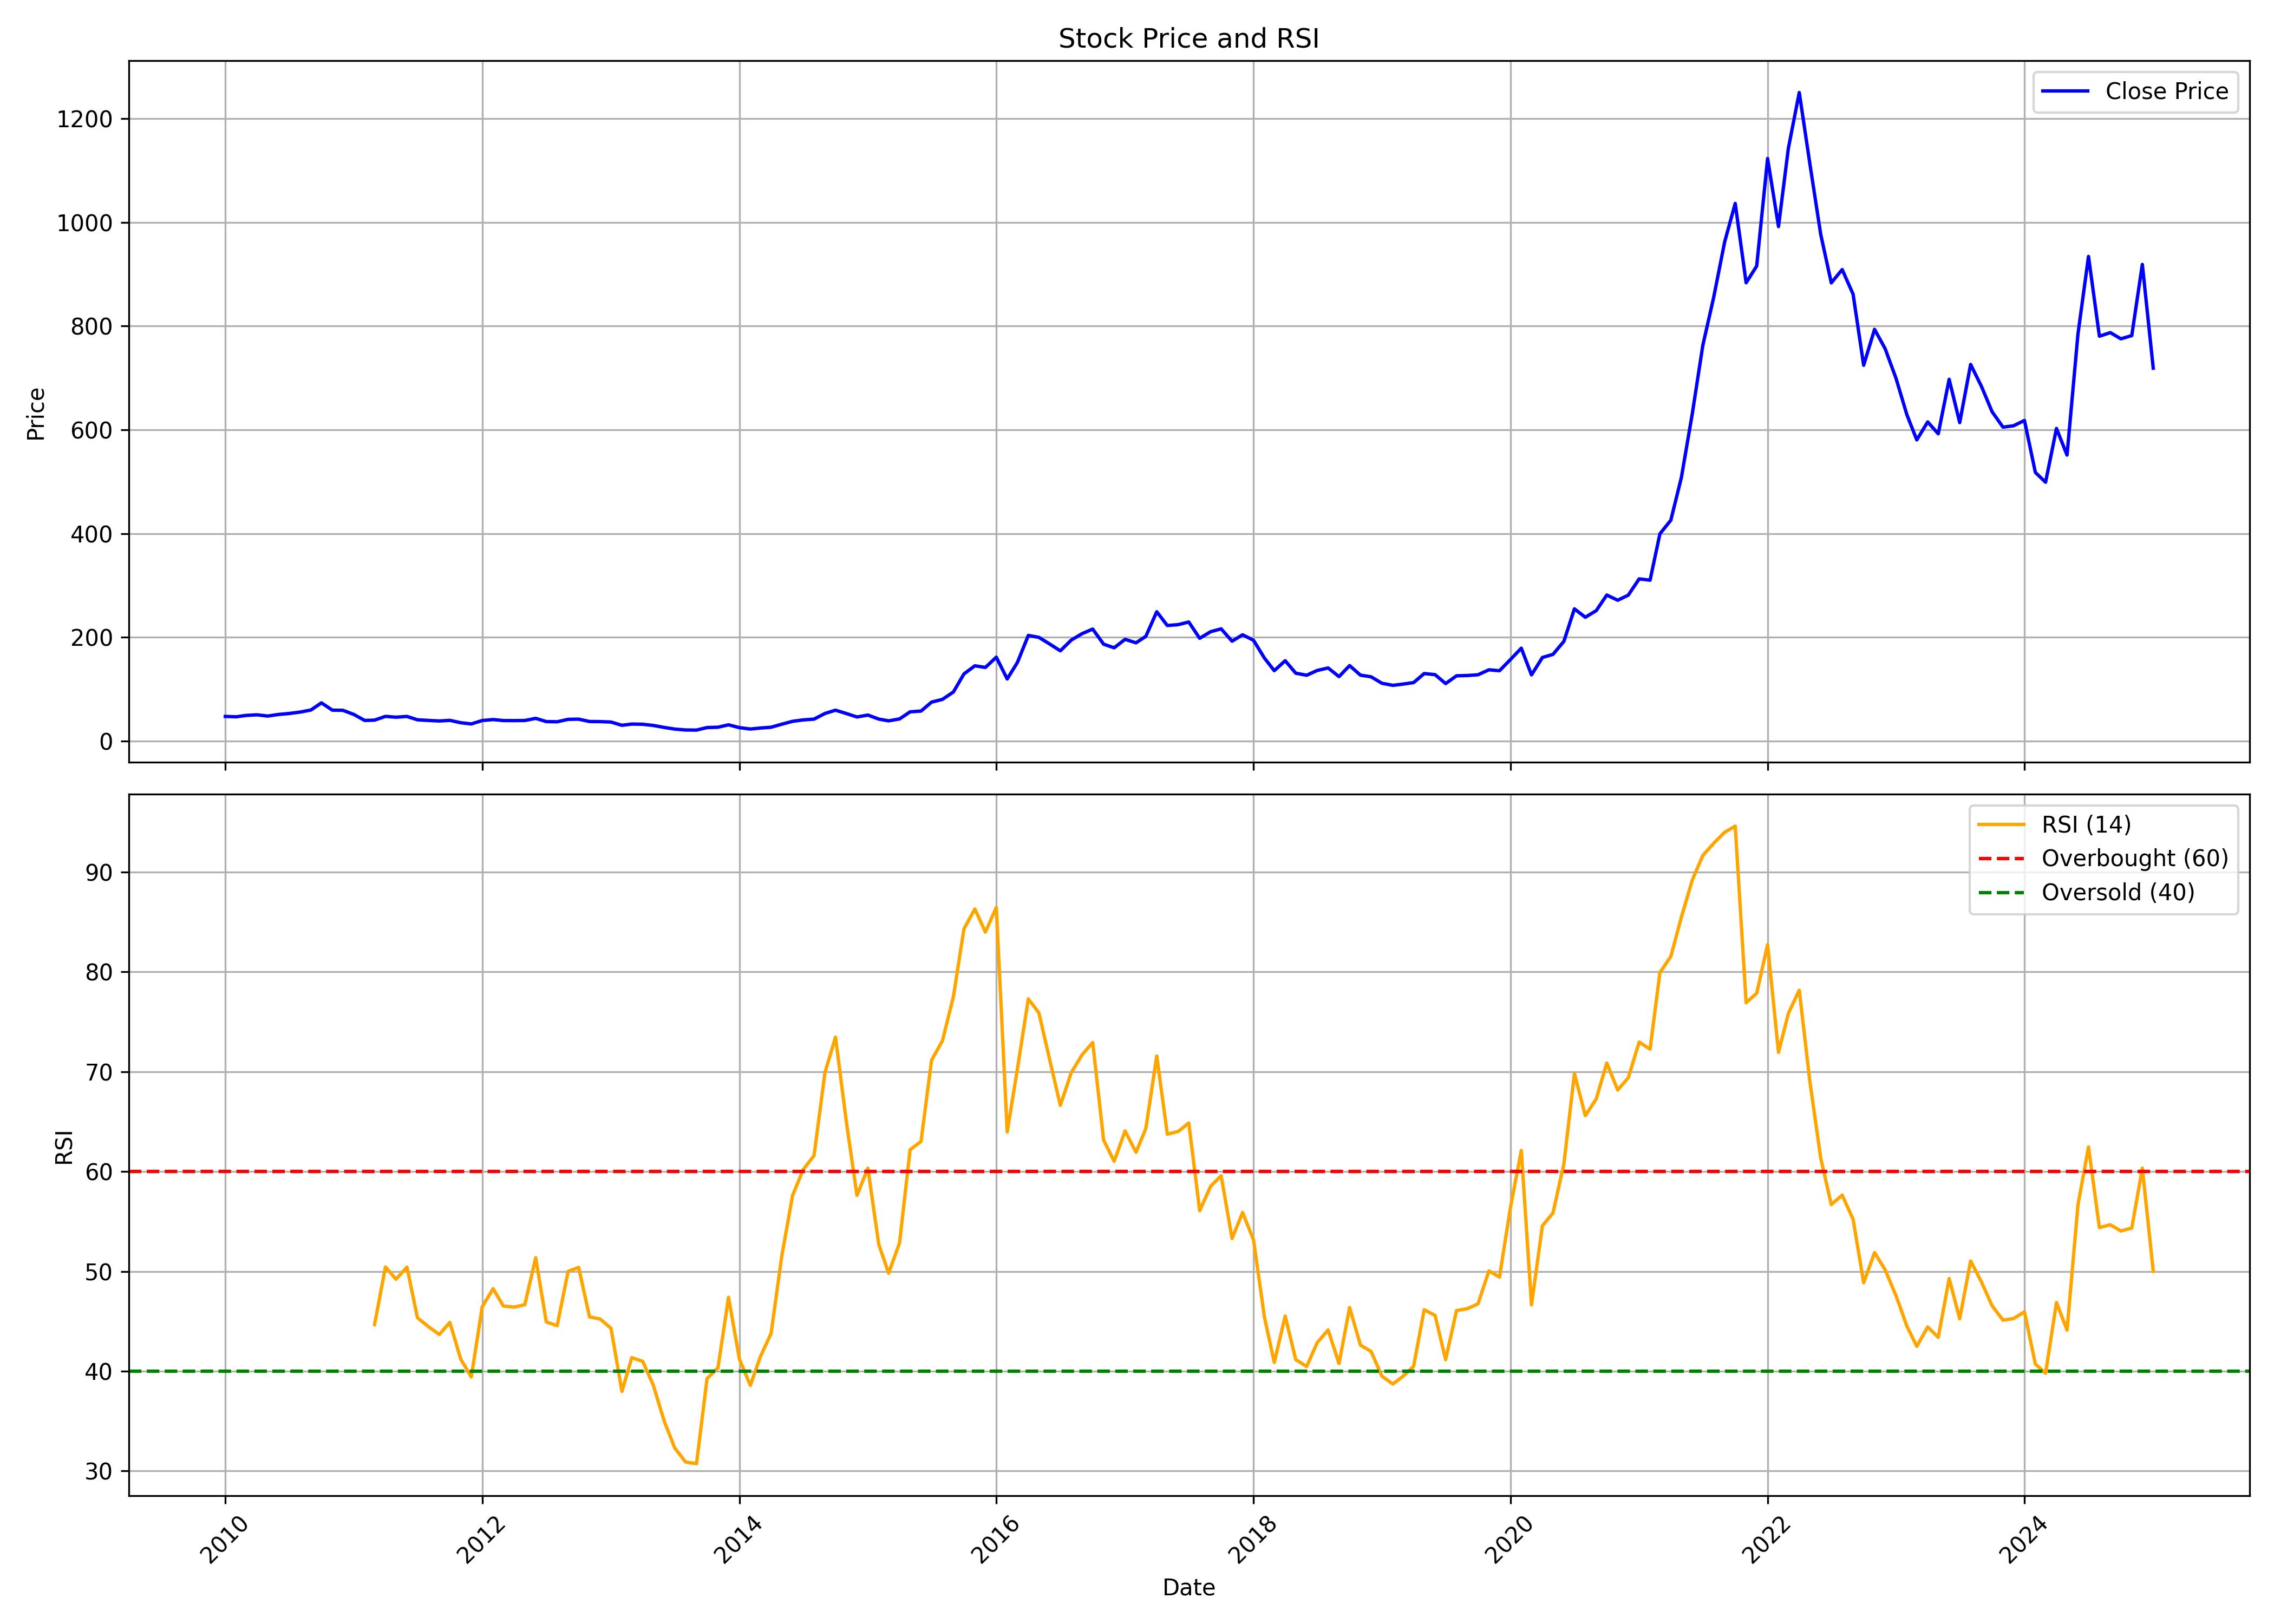 Stock Price and RSI
Close Price
Price
1200
1000
800
600
400
200
0
RSI (14)
Overbought (60)
Oversold (40)
RSI
90
80
70
60
50
40
30
2010
2012
2014
2016
2018
2020
2022
2024
Date